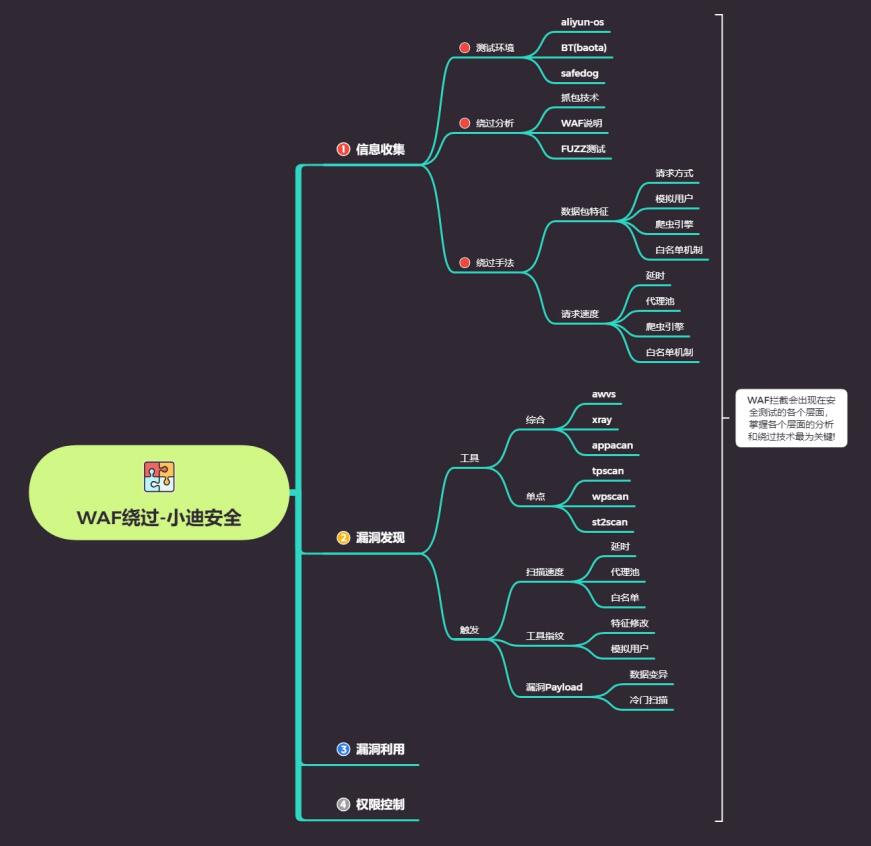 WAF绕过-小迪安全
1 信息收集
测试环境
aliyun-os
BT(baota)
safedog
绕过分析
抓包技术
WAF说明
FUZZ测试
绕过手法
数据包特征
请求方式
模拟用户
爬虫引擎
白名单机制
请求速度
延时
代理池
爬虫引擎
白名单机制
2 漏洞发现
工具
综合
awvs
xray
appacan
单点
tpscan
wpscan
st2scan
触发
扫描速度
延时
代理池
白名单
工具指纹
特征修改
模拟用户
漏洞Payload
数据变异
冷门扫描
3 漏洞利用
4 权限控制
WAF拦截会出现在安
全测试的各个层面,
掌握各个层面的分析
和绕过技术最为关键!